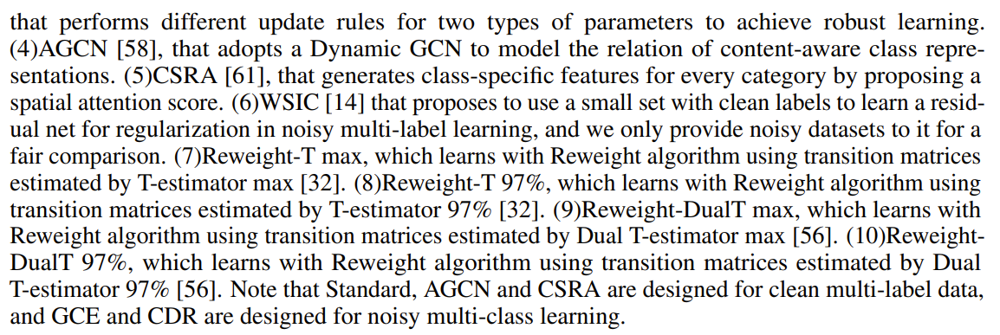 that performs different update rules for two types of parameters to achieve robust learning.
(4)AGCN [58], that adopts a Dynamic GCN to model the relation of content-aware class repre-
sentations. (5)CSRA [61], that generates class-specific features for every category by proposing a
spatial attention score. (6)WSIC [14] that proposes to use a small set with clean labels to learn a resid-
ual net for regularization in noisy multi-label learning, and we only provide noisy datasets to it for a
fair comparison. (7)Reweight-T max, which learns with Reweight algorithm using transition matrices
estimated by T-estimator max [32]. (8)Reweight-T 97%, which learns with Reweight algorithm using
transition matrices estimated by T-estimator 97% [32]. (9)Reweight-DualT max, which learns with
Reweight algorithm using transition matrices estimated by Dual T-estimator max [56]. (10)Reweight-
DualT 97%, which learns with Reweight algorithm using transition matrices estimated by Dual
T-estimator 97% [56]. Note that Standard, AGCN and CSRA are designed for clean multi-label data,
and GCE and CDR are designed for noisy multi-class learning.